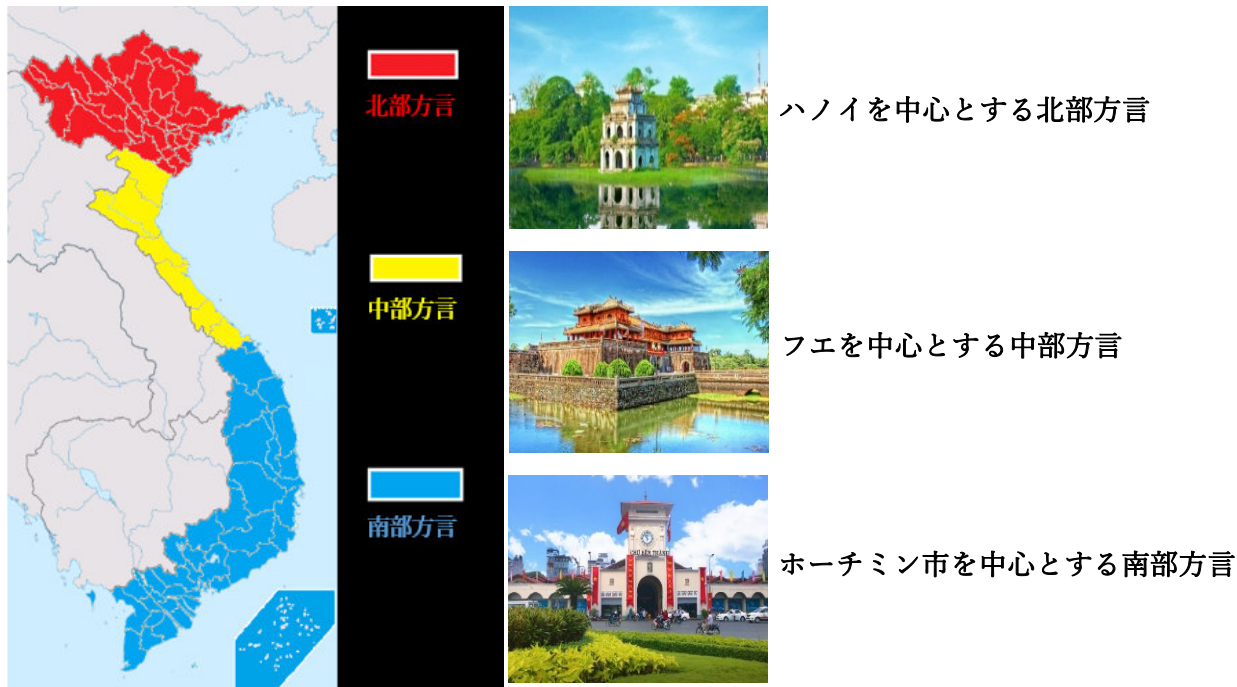 北部方言
中部方言
南部方言
ハノイを中心とする北部方言
フエを中心とする中部方言
CHỢ BẾN THÀNH
ホーチミン市を中心とする南部方言